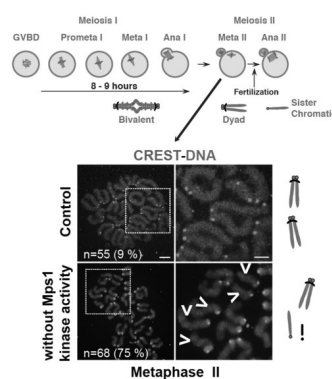 Meiosis I
Meiosis II
GVBD
Prometa I
Meta I
Ana I
Meta II
Ana II
8 - 9 hours
Fertilization
Bivalent
Dyad
Sister
Chromati
CREST-DNA
Control
n=55 (9 %)
without Mps1
kinase activity
n=68 (75 %)
!
Metaphase II